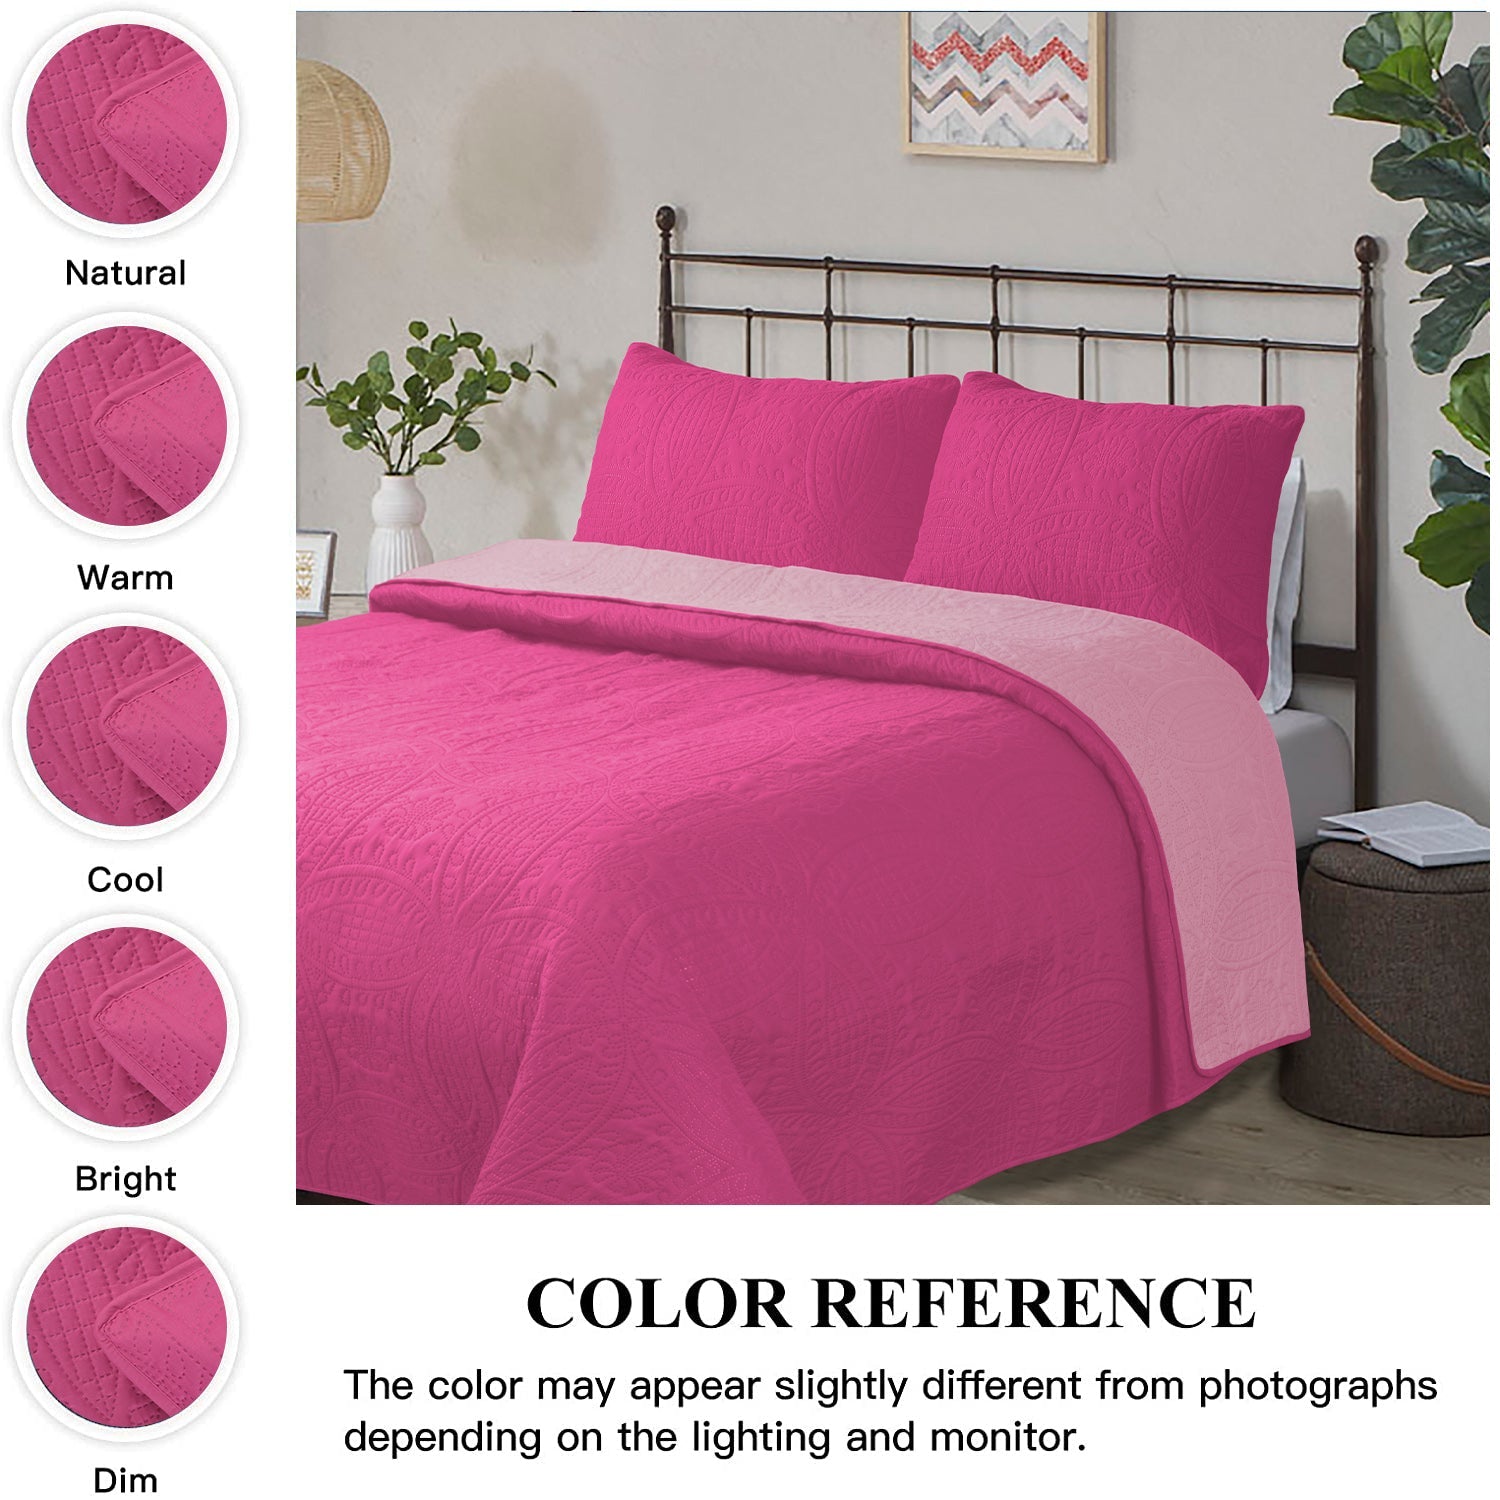 Natural
Warm
Cool
Bright
Dim
COLOR REFERENCE
The color may appear slightly different from photographs
depending on the lighting and monitor.